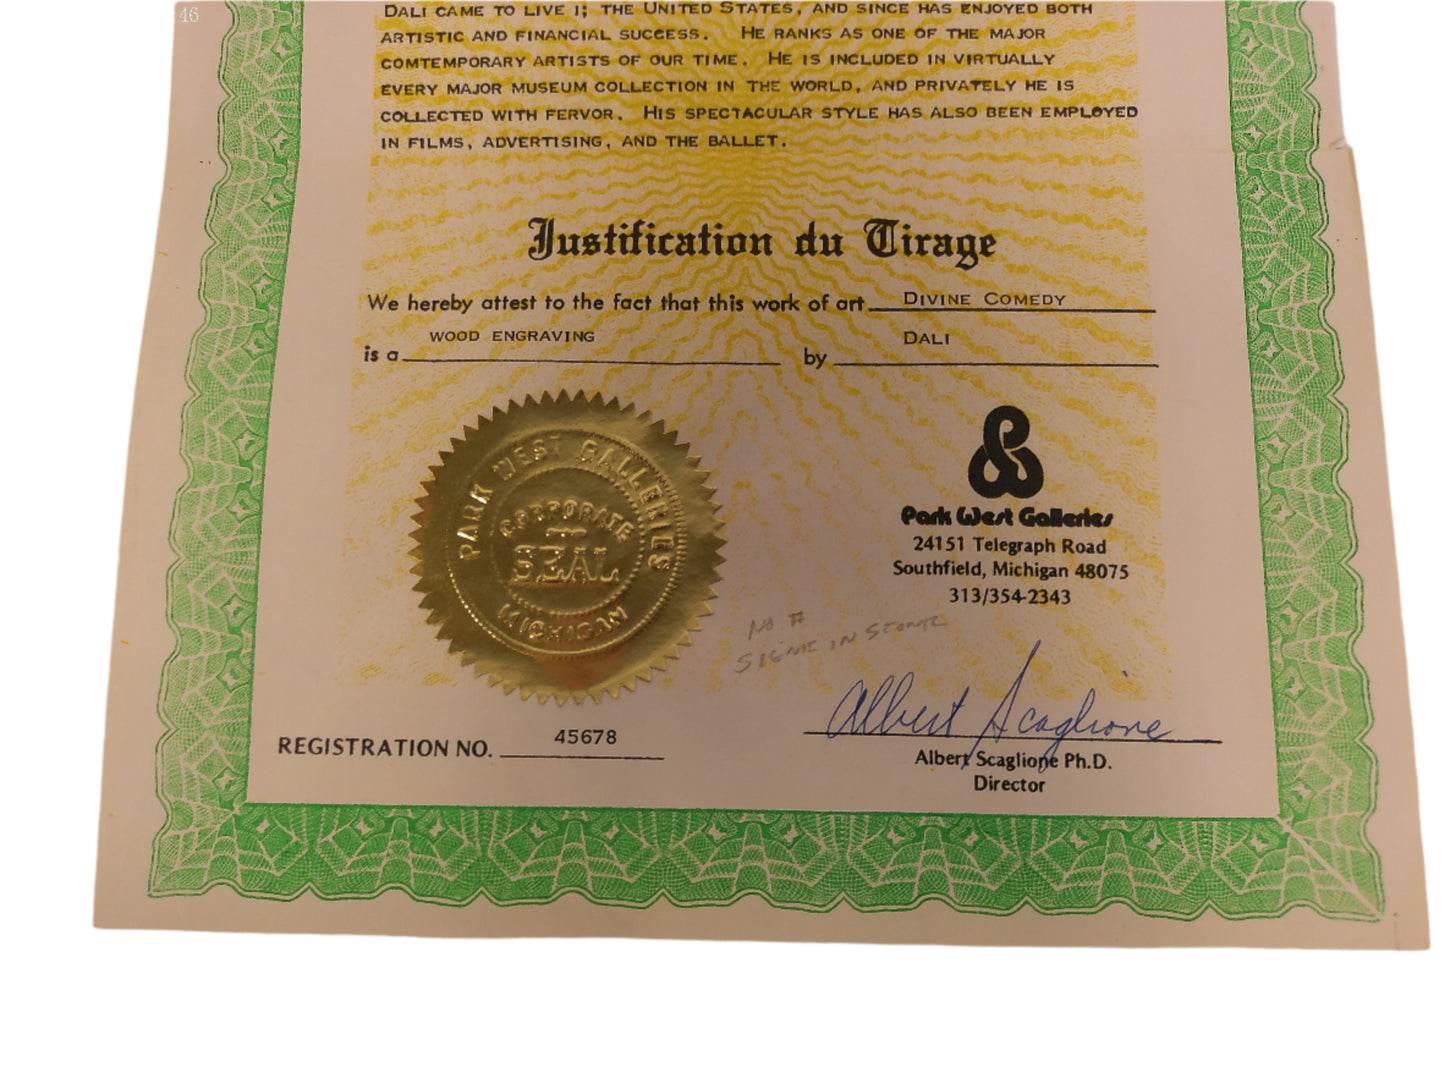 :46
DALI CAME TO LIVE I; THE UNITED STATES, AND SINCE HAS ENJOYED BOTH
ARTISTIC AND FINANCIAL SUCCESS. HE RANKS AS ONE OF THE MAJOR
COMTEMPORARY ARTISTS OF OUR TIME. HE IS INCLUDED IN VIRTUALLY
EVERY MAJOR MUSEUM COLLECTION IN THE WORLD, AND PRIVATELY HE IS
COLLECTED WITH FERVOR. HIS SPECTACULAR STYLE HAS ALSO BEEN EMPLOYED
IN FILMS, ADVERTISING, AND THE BALLET.
Justification du Tirage
We hereby attest to the fact that this work of art DIVINE COMEDY
is a WOOD ENGRAVING by DALI
PARK WEST GALLERIES
CORPORATE
SEAL
MICHIGAN
Park West Galleries
24151 Telegraph Road
Southfield, Michigan 48075
313/354-2343
NO #
SIGNE IN STONE
Albert Scaglione
REGISTRATION NO. 45678
Albert Scaglione Ph.D.
Director